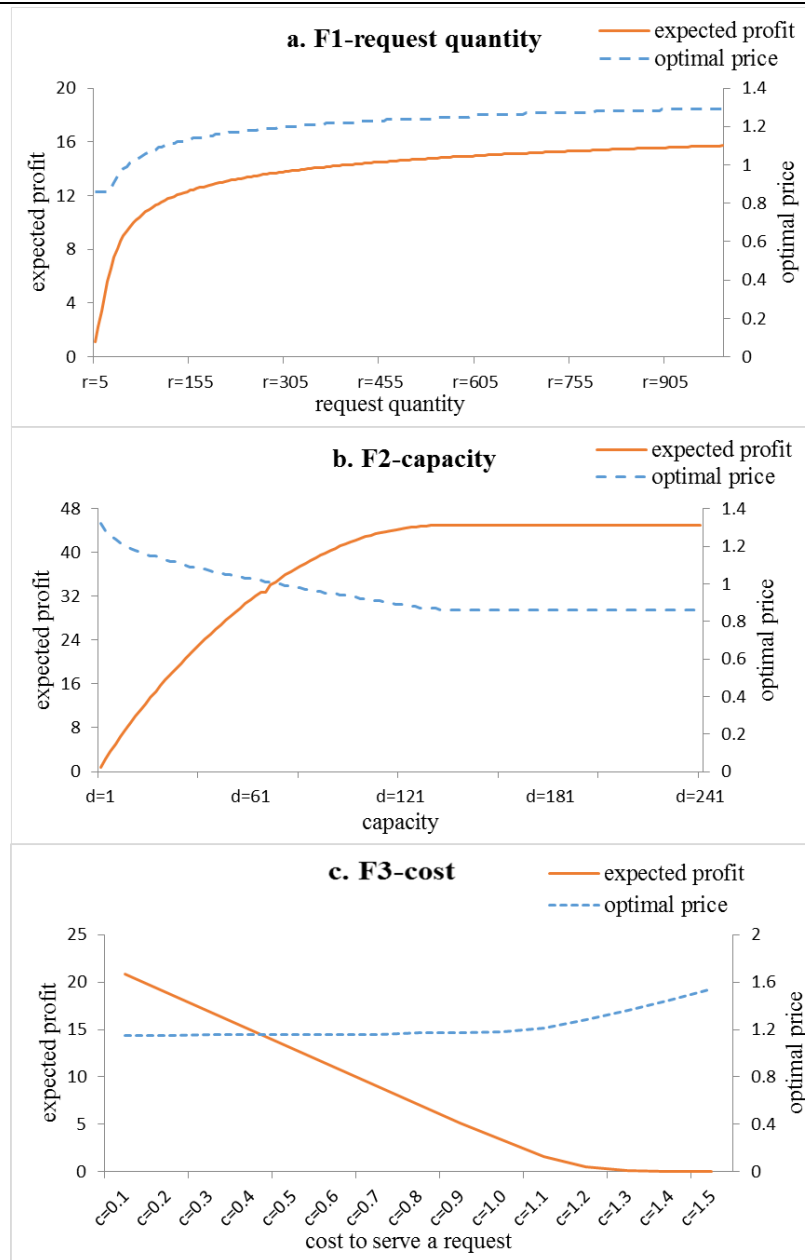 a. F1-request quantity
expected profit
optimal price
20
16
12
8
4
0
expected profit
1.4
1.2
1
0.8
0.6
0.4
0.2
0
optimal price
r=5 r=155 r=305 r=455 r=605 r=755 r=905
request quantity
b. F2-capacity
expected profit
optimal price
48
40
32
24
16
8
0
expected profit
1.4
1.2
1
0.8
0.6
0.4
0.2
0
optimal price
d=1 d=61 d=121 d=181 d=241
capacity
c. F3-cost
expected profit
optimal price
25
20
15
10
5
0
expected profit
2
1.6
1.2
0.8
0.4
0
optimal price
c=0.1 c=0.2 c=0.3 c=0.4 c=0.5 c=0.6 c=0.7 c=0.8 c=0.9 c=1.0 c=1.1 c=1.2 c=1.3 c=1.4 c=1.5
cost to serve a request